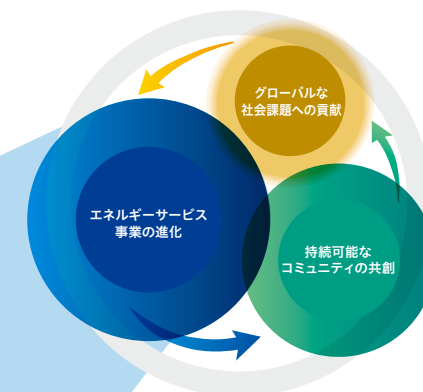 グローバルな
社会課題への貢献
エネルギーサービス
事業の進化
持続可能な
コミュニティの共創